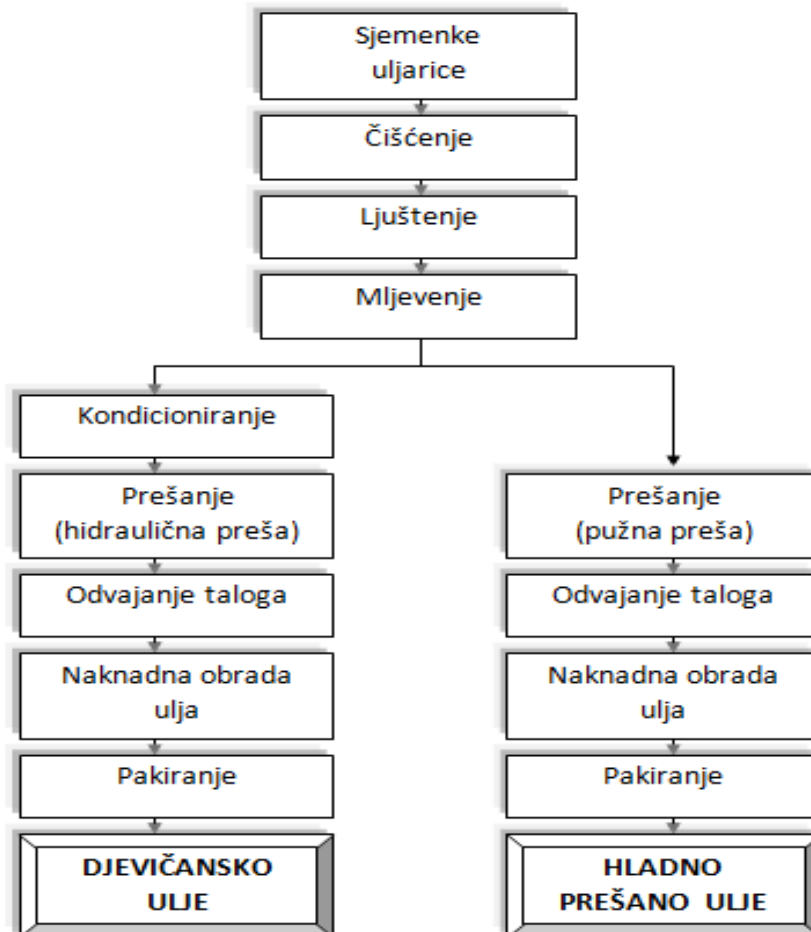 Sjemenke
uljarice
Čišćenje
Ljuštenje
Mljevenje
Kondicioniranje
Prešanje
(hidraulična preša)
Odvajanje taloga
Naknadna obrada
ulja
Pakiranje
DJEVIČANSKO
ULJE
Prešanje
(pužna preša)
Odvajanje taloga
Naknadna obrada
ulja
Pakiranje
HLADNO
PREŠANO ULJE